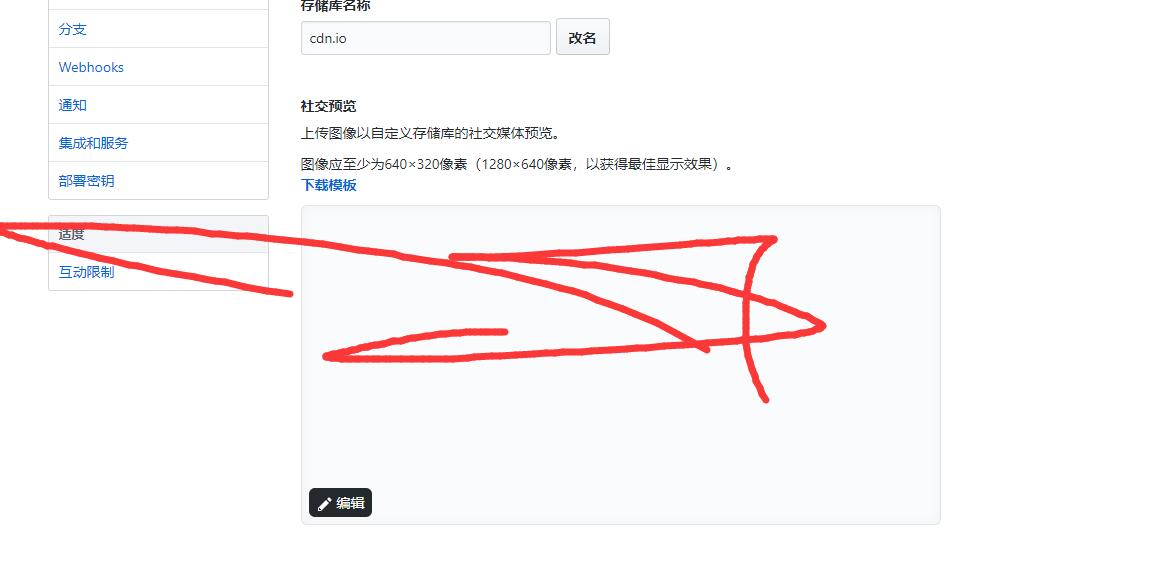 存储库名称
分支
cdn.io
改名
Webhooks
通知
社交预览
上传图像以自定义存储库的社交媒体预览。
集成和服务
图像应至少为640×320像素（1280×640像素，以获得最佳显示效果）。
部署密钥
下载模板
适度
互动限制
编辑